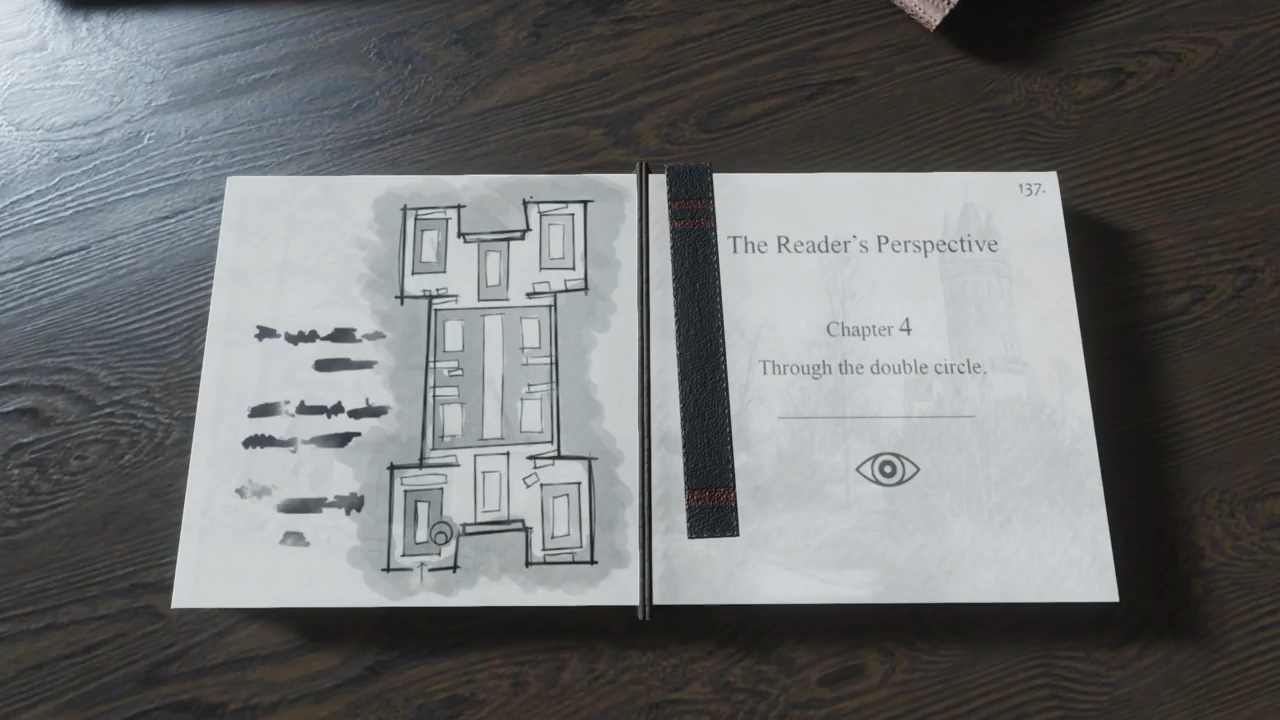 137.
The Reader's Perspective
Chapter 4
Through the double circle.